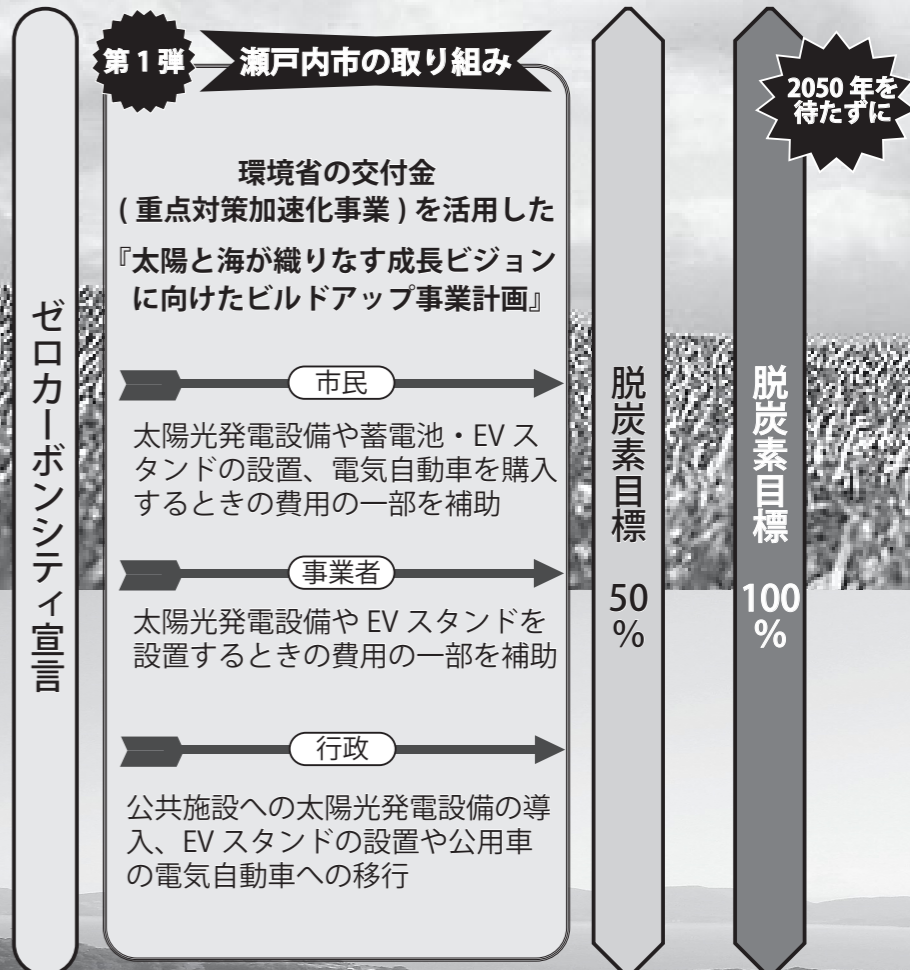 ゼロカーボンシティ宣言
第1弾
瀬戸内市の取り組み
環境省の交付金
(重点対策加速化事業)を活用した
『太陽と海が織りなす成長ビジョン
に向けたビルドアップ事業計画』
市民
太陽光発電設備や蓄電池・EVス
タンドの設置、電気自動車を購入
するときの費用の一部を補助
事業者
太陽光発電設備やEVスタンドを
設置するときの費用の一部を補助
行政
公共施設への太陽光発電設備の導
入、EVスタンドの設置や公用車
の電気自動車への移行
脱炭素目標 50%
2050年を
待たずに
脱炭素目標 100%